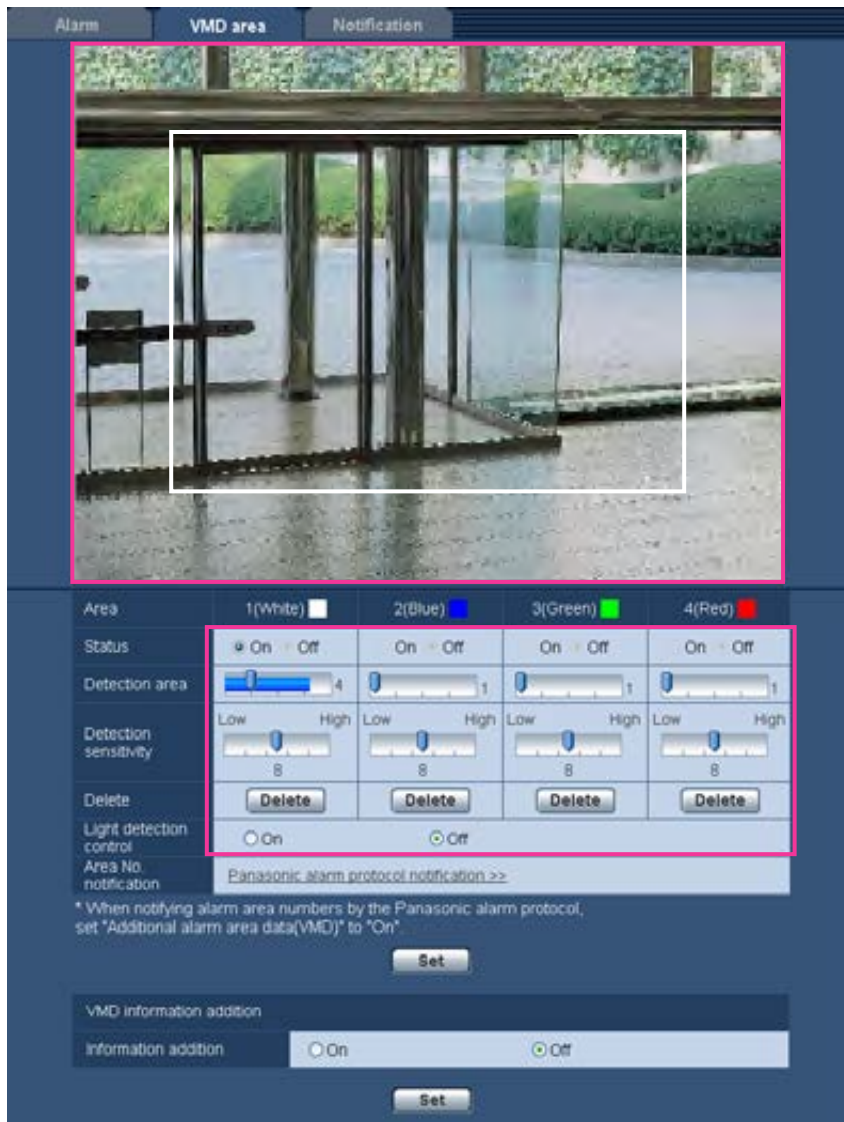 Alarm VMD area Notification
Area 1(White) 2(Blue) 3(Green) 4(Red)
Status On Off On Off On Off On Off
Detection area 4 1 1 1
Detection
sensitivity
Low High Low High Low High Low High
8 8 8 8
Delete Delete Delete Delete Delete
Light detection
control
On Off
Area No.
notification
Panasonic alarm protocol notification >>
* When notifying alarm area numbers by the Panasonic alarm protocol,
set "Additional alarm area data(VMD)" to "On".
Set
VMD information addition
Information addition On Off
Set